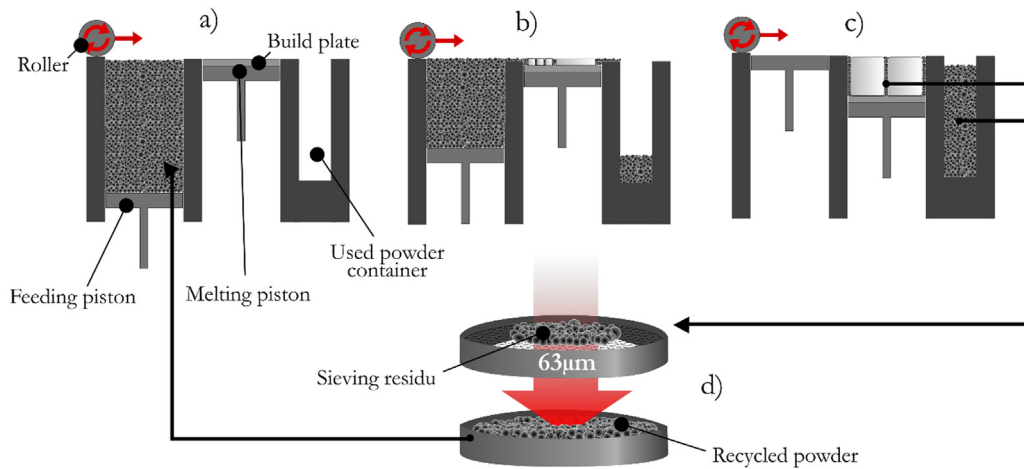 a)
b)
c)
Build plate
Roller
Used powder
container
Feeding piston
Melting piston
63µm
Sieving residu
d)
Recycled powder